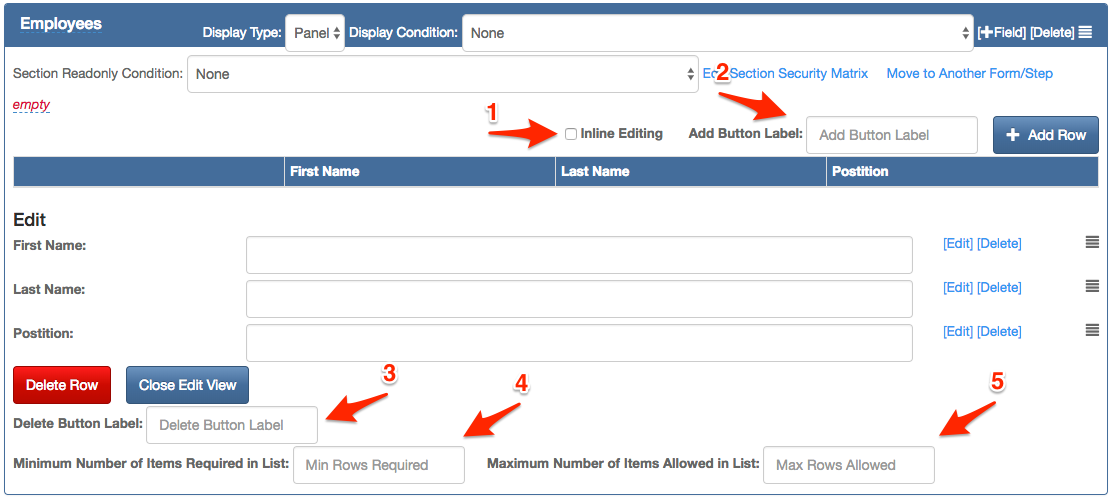 Employees Display Type: Panel Display Condition: None [+Field] [Delete]
Section Readonly Condition: None Section Security Matrix Move to Another Form/Step
2
empty
1
Inline Editing Add Button Label: Add Button Label + Add Row
First Name Last Name Postition
Edit
First Name: [Edit] [Delete]
Last Name: [Edit] [Delete]
Postition: [Edit] [Delete]
Delete Row Close Edit View
3 4 5
Delete Button Label: Delete Button Label
Minimum Number of Items Required in List: Min Rows Required Maximum Number of Items Allowed in List: Max Rows Allowed